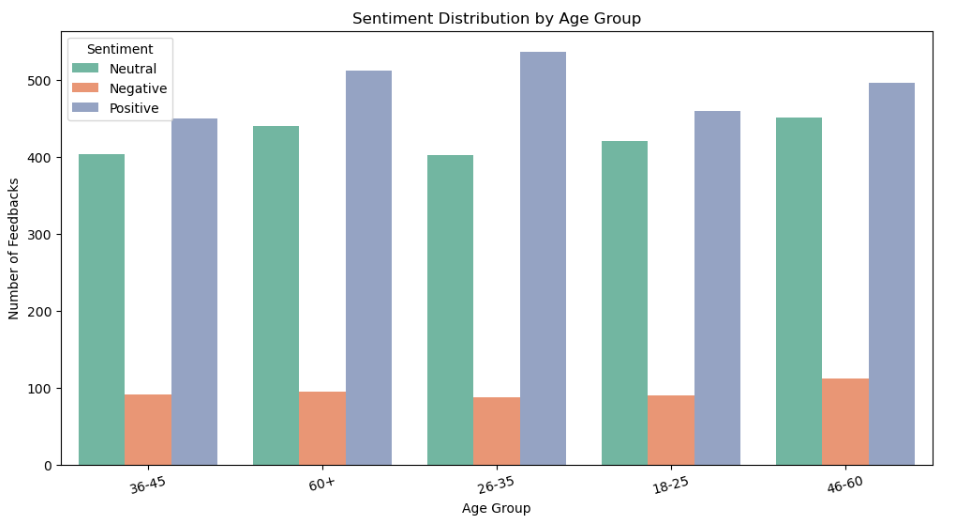 Sentiment Distribution by Age Group
Sentiment
Neutral
Negative
Positive
Number of Feedbacks
500
400
300
200
100
0
36-45 60+ 26-35 18-25 46-60
Age Group